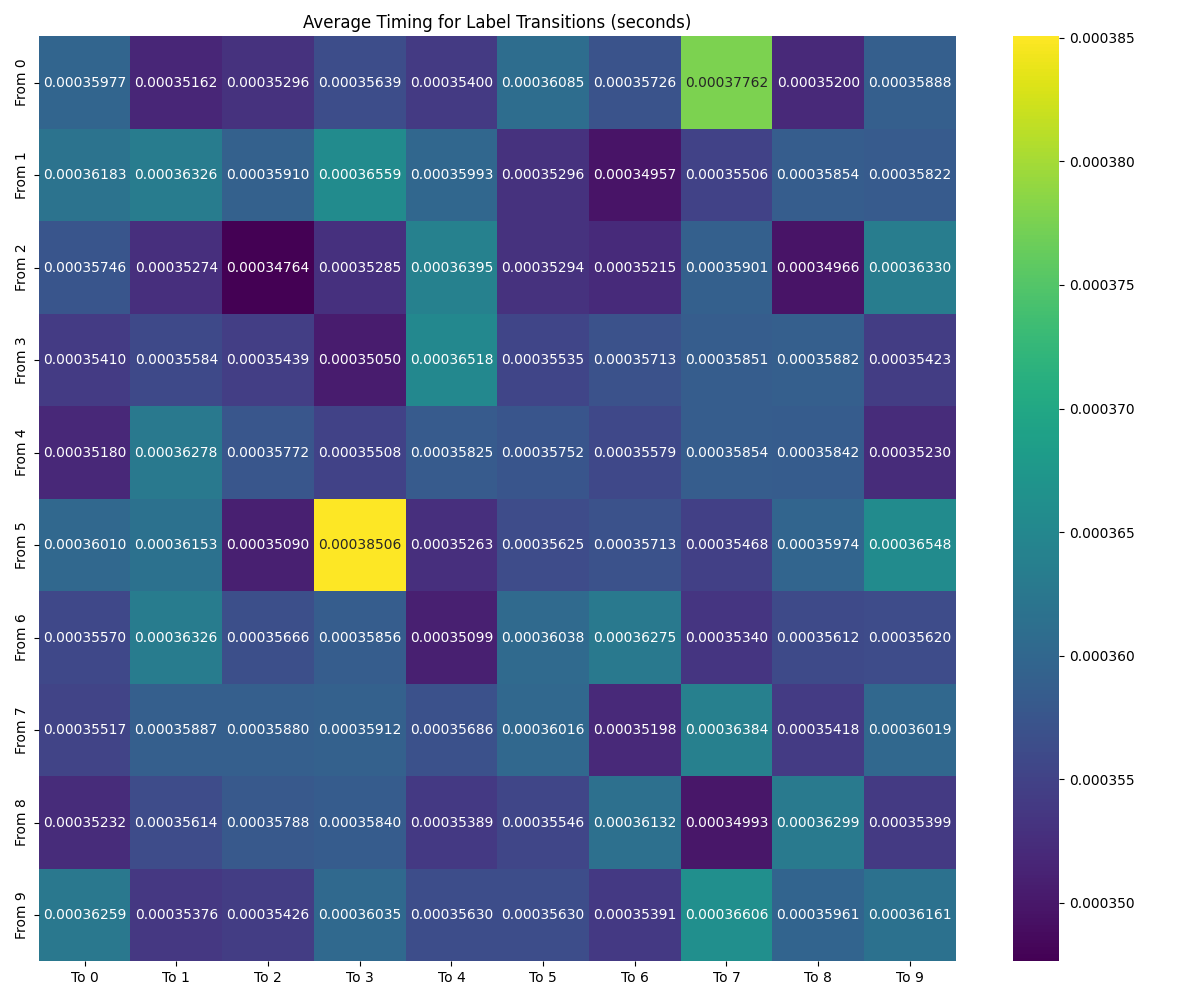 Average Timing for Label Transitions (seconds)
From 0 0.00035977 0.00035162 0.00035296 0.00035639 0.00035400 0.00036085 0.00035726 0.00037762 0.00035200 0.00035888
From 1 0.00036183 0.00036326 0.00035910 0.00036559 0.00035993 0.00035296 0.00034957 0.00035506 0.00035854 0.00035822
From 2 0.00035746 0.00035274 0.00034764 0.00035285 0.00036395 0.00035294 0.00035215 0.00035901 0.00034966 0.00036330
From 3 0.00035410 0.00035584 0.00035439 0.00035050 0.00036518 0.00035535 0.00035713 0.00035851 0.00035882 0.00035423
From 4 0.00035180 0.00036278 0.00035772 0.00035508 0.00035825 0.00035752 0.00035579 0.00035854 0.00035842 0.00035230
From 5 0.00036010 0.00036153 0.00035090 0.00038506 0.00035263 0.00035625 0.00035713 0.00035468 0.00035974 0.00036548
From 6 0.00035570 0.00036326 0.00035666 0.00035856 0.00035099 0.00036038 0.00036275 0.00035340 0.00035612 0.00035620
From 7 0.00035517 0.00035887 0.00035880 0.00035912 0.00035686 0.00036016 0.00035198 0.00036384 0.00035418 0.00036019
From 8 0.00035232 0.00035614 0.00035788 0.00035840 0.00035389 0.00035546 0.00036132 0.00034993 0.00036299 0.00035399
From 9 0.00036259 0.00035376 0.00035426 0.00036035 0.00035630 0.00035630 0.00035391 0.00036606 0.00035961 0.00036161
To 0 To 1 To 2 To 3 To 4 To 5 To 6 To 7 To 8 To 9
0.000385
0.000380
0.000375
0.000370
0.000365
0.000360
0.000355
0.000350